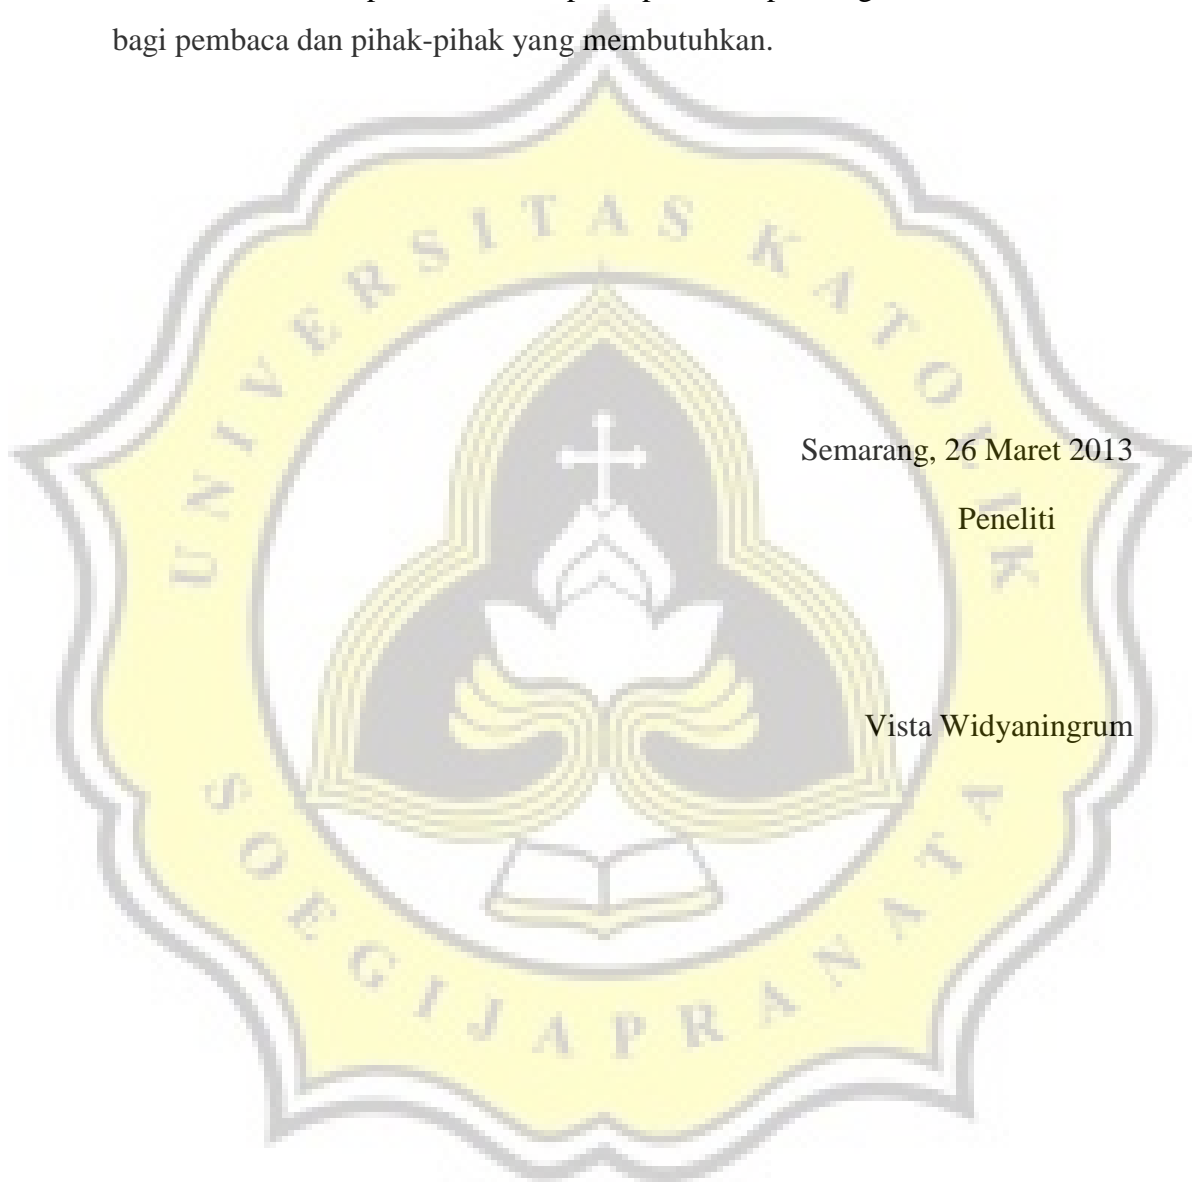 bagi pembaca dan pihak-pihak yang membutuhkan.
UNIVERSITAS KATOLIK
Semarang, 26 Maret 2013
Peneliti
Vista Widyaningrum
SOEGIJAPRANATA